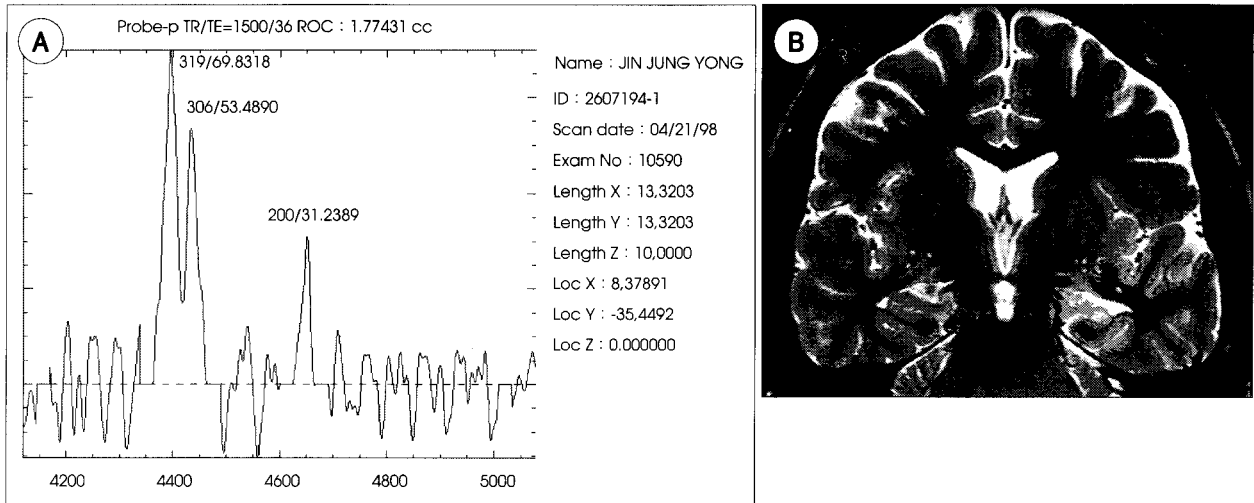 A
Probe-p TR/TE=1500/36 ROC : 1.77431 cc
319/69.8318
306/53.4890
200/31.2389
4200 4400 4600 4800 5000
Name : JIN JUNG YONG
ID : 2607194-1
Scan date : 04/21/98
Exam No : 10590
Length X : 13,3203
Length Y : 13,3203
Length Z : 10,0000
Loc X : 8,37891
Loc Y : -35,4492
Loc Z : 0.000000
B